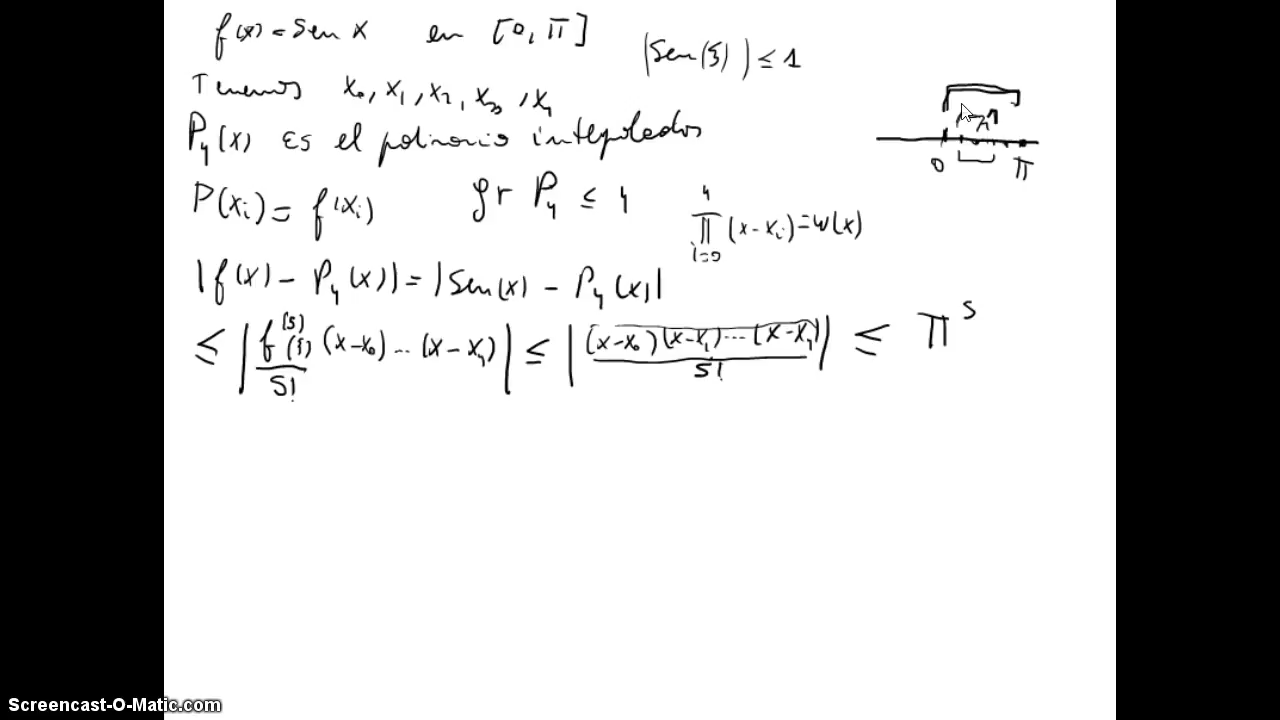 f(x) = Sen x en [0, π]
|Sen(ξ)| ≤ 1
Tenemos x₀, x₁, x₂, x₃, x₄
P₄(x) Es el polinomio interpolador
0 π
P(xᵢ) = f(xᵢ) gr P₄ ≤ 4
∏ᵢ₌₀⁴ (x - xᵢ) = w(x)
|f(x) - P₄(x)| = |Sen(x) - P₄(x)|
≤ |f⁽⁵⁾(ξ)/5! (x-x₀) ... (x-x₄)| ≤ |(x-x₀)(x-x₁)...(x-x₄)/5!| ≤ π⁵
Screencast-O-Matic.com